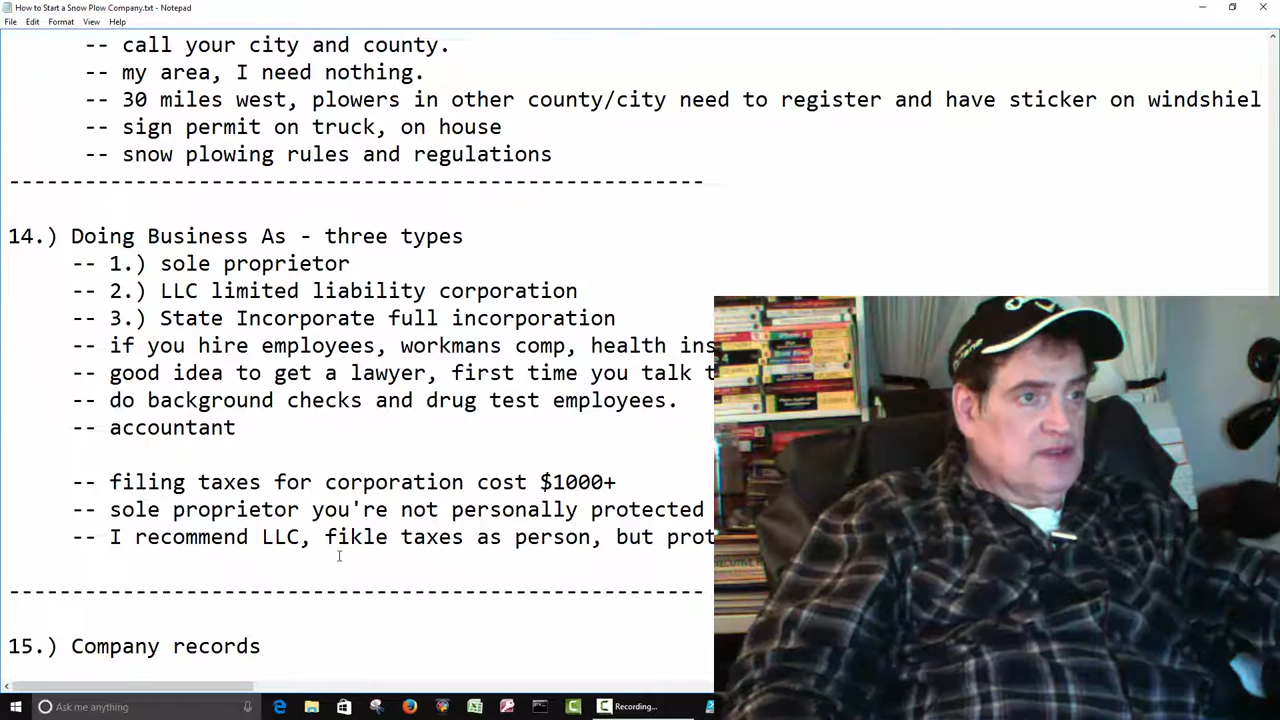 How to Start a Snow Plow Company.txt - Notepad
File Edit Format View Help
-- call your city and county.
-- my area, I need nothing.
-- 30 miles west, plowers in other county/city need to register and have sticker on windshiel
-- sign permit on truck, on house
-- snow plowing rules and regulations
-------------------------------------------------------
14.) Doing Business As - three types
-- 1.) sole proprietor
-- 2.) LLC limited liability corporation
-- 3.) State Incorporate full incorporation
-- if you hire employees, workmans comp, health ins
-- good idea to get a lawyer, first time you talk t
-- do background checks and drug test employees.
-- accountant
-- filing taxes for corporation cost $1000+
-- sole proprietor you're not personally protected
-- I recommend LLC, fikle taxes as person, but prot
-------------------------------------------------------
15.) Company records
Ask me anything
Recording...